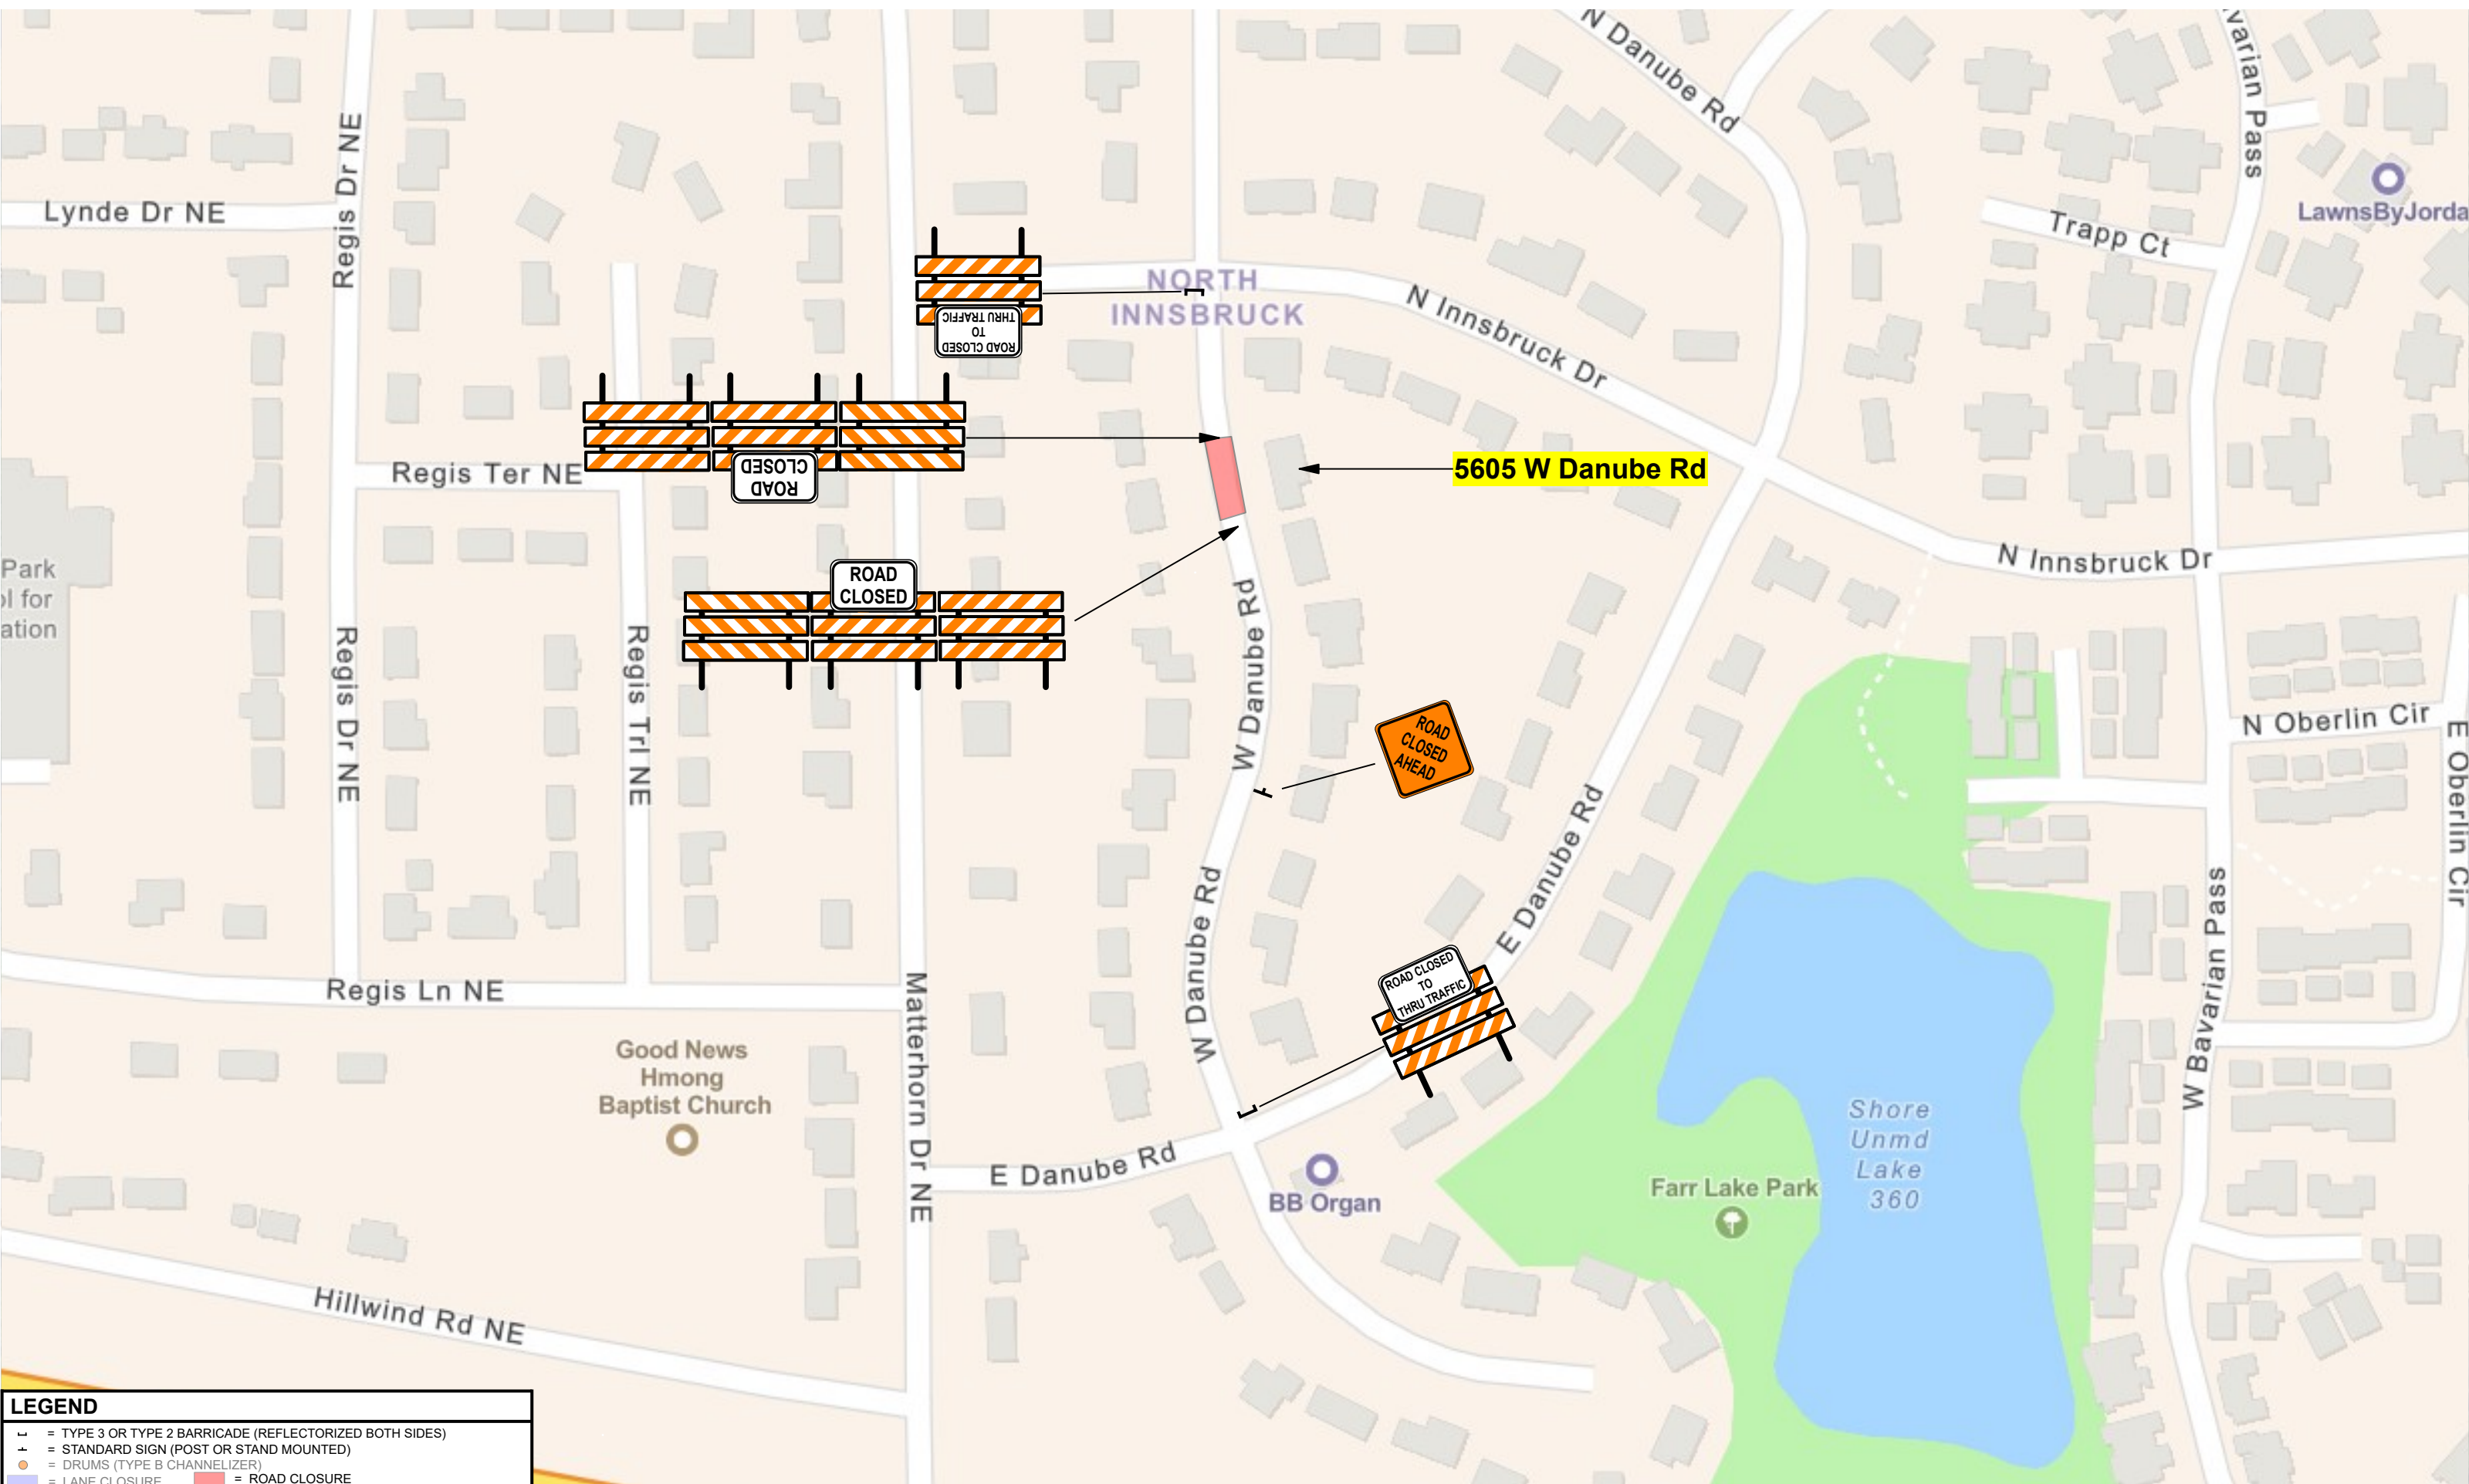 N Danube Rd
varian Pass
Regis Dr NE
Lynde Dr NE
LawnsByJorda
Trapp Ct
NORTH
INNSBRUCK
N Innsbruck Dr
ROAD CLOSED
TO
THRU TRAFFIC
5605 W Danube Rd
Regis Ter NE
ROAD
CLOSED
N Innsbruck Dr
Park
ol for
ation
ROAD
CLOSED
W Danube Rd
Regis Dr NE
Regis Trl NE
ROAD
CLOSED
AHEAD
N Oberlin Cir
E Oberlin Cir
E Danube Rd
W Danube Rd
W Bavarian Pass
Regis Ln NE
Matterhorn Dr NE
ROAD CLOSED
TO
THRU TRAFFIC
Good News
Hmong
Baptist Church
Shore
Unmd
Lake
360
E Danube Rd
BB Organ
Farr Lake Park
Hillwind Rd NE
LEGEND
= TYPE 3 OR TYPE 2 BARRICADE (REFLECTORIZED BOTH SIDES)
= STANDARD SIGN (POST OR STAND MOUNTED)
= DRUMS (TYPE B CHANNELIZER)
= LANE CLOSURE = ROAD CLOSURE